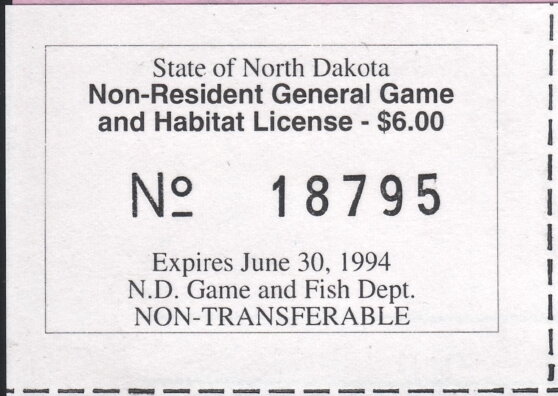 State of North Dakota
Non-Resident General Game
and Habitat License - $6.00
№ 18795
Expires June 30, 1994
N.D. Game and Fish Dept.
NON-TRANSFERABLE